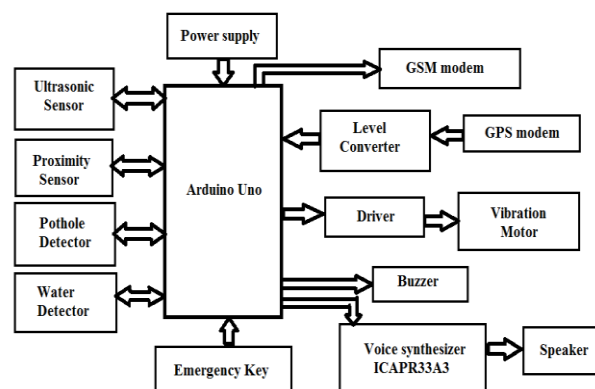 Power supply
GSM modem
Ultrasonic
Sensor
Level
Converter
GPS modem
Proximity
Sensor
Arduino Uno
Pothole
Detector
Driver
Vibration
Motor
Water
Detector
Buzzer
Emergency Key
Voice synthesizer
ICAPR33A3
Speaker